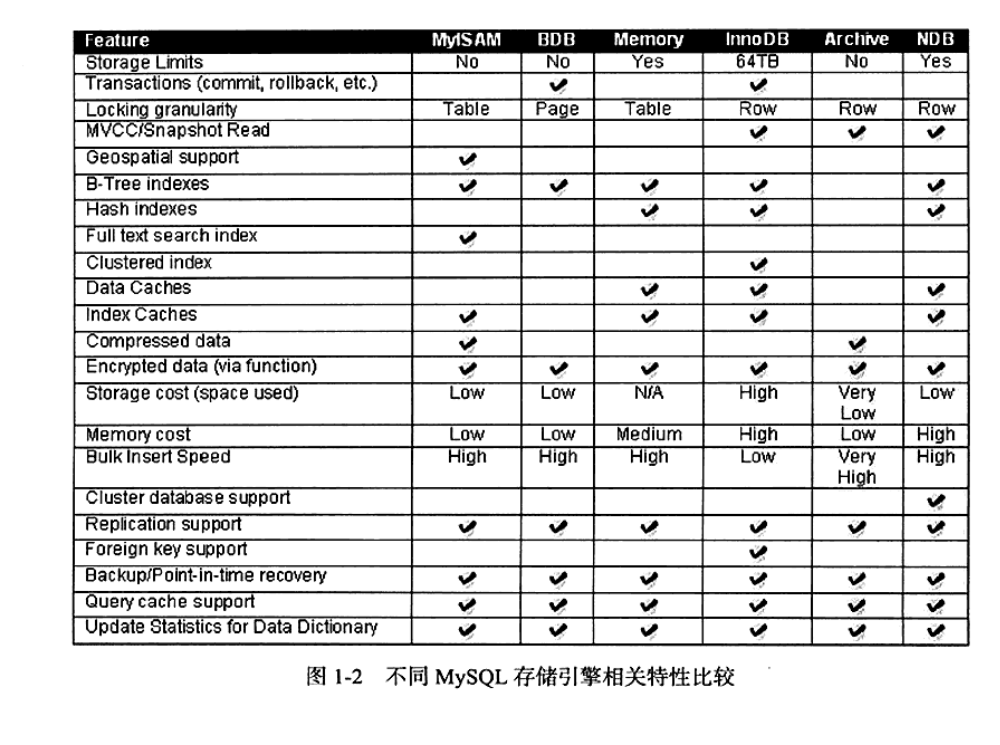 Feature MyISAM BDB Memory InnoDB Archive NDB
Storage Limits No No Yes 64TB No Yes
Transactions (commit, rollback, etc.) ✔ ✔
Locking granularity Table Page Table Row Row Row
MVCC/Snapshot Read ✔ ✔ ✔
Geospatial support ✔
B-Tree indexes ✔ ✔ ✔ ✔ ✔
Hash indexes ✔ ✔ ✔
Full text search index ✔
Clustered index ✔
Data Caches ✔ ✔ ✔
Index Caches ✔ ✔ ✔ ✔
Compressed data ✔ ✔
Encrypted data (via function) ✔ ✔ ✔ ✔ ✔ ✔
Storage cost (space used) Low Low N/A High Very Low Low
Memory cost Low Low Medium High Low High
Bulk Insert Speed High High High Low Very High High
Cluster database support ✔
Replication support ✔ ✔ ✔ ✔ ✔ ✔
Foreign key support ✔
Backup/Point-in-time recovery ✔ ✔ ✔ ✔ ✔ ✔
Query cache support ✔ ✔ ✔ ✔ ✔ ✔
Update Statistics for Data Dictionary ✔ ✔ ✔ ✔ ✔ ✔
图 1-2 不同 MySQL 存储引擎相关特性比较